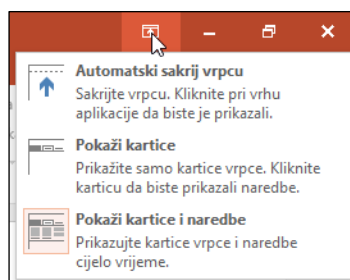 Automatski sakrij vrpcu
Sakrijte vrpcu. Kliknite pri vrhu
aplikacije da biste je prikazali.
Pokaži kartice
Prikažite samo kartice vrpce. Kliknite
karticu da biste prikazali naredbe.
Pokaži kartice i naredbe
Prikazujte kartice vrpce i naredbe
cijelo vrijeme.